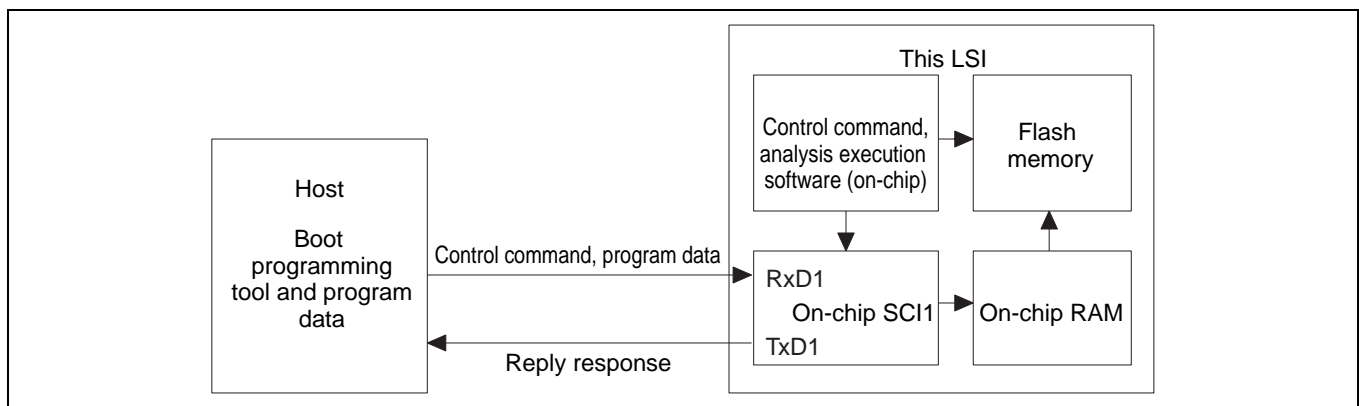 This LSI
Control command,
analysis execution
software (on-chip)
Flash
memory
Host
Boot
programming
tool and program
data
Control command, program data
RxD1
On-chip SCI1
TxD1
On-chip RAM
Reply response